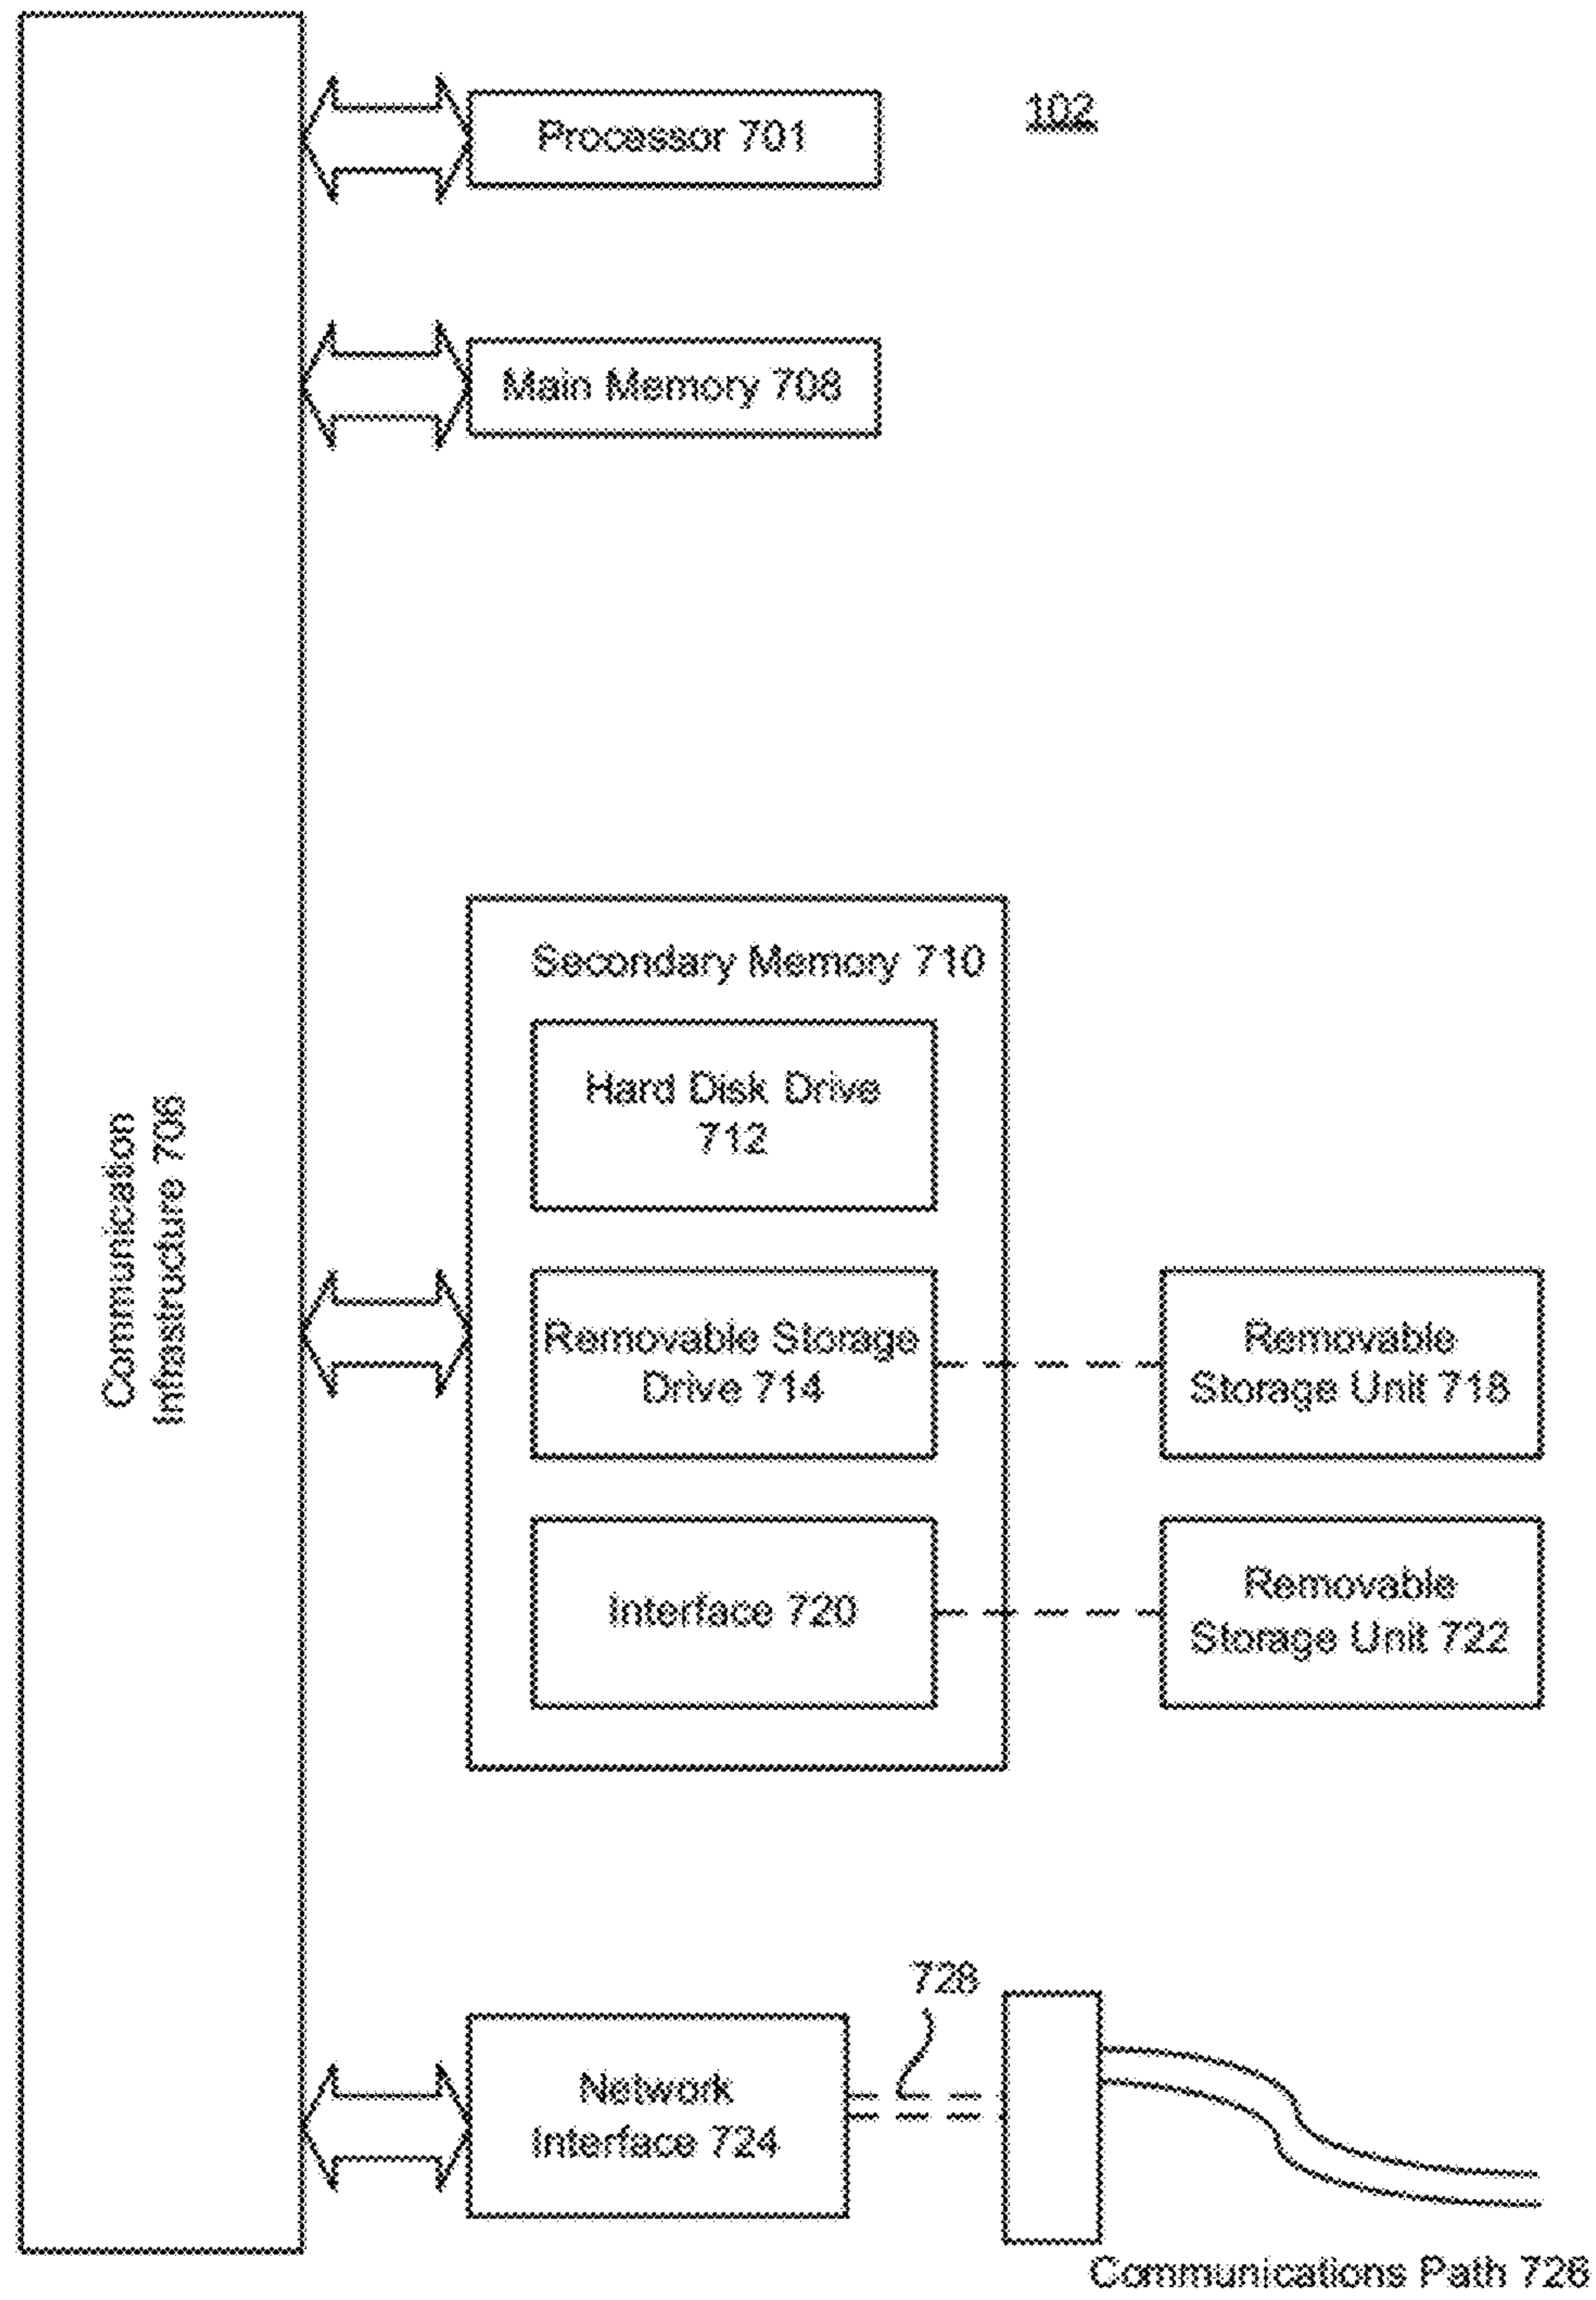 Processor 701
102
Main Memory 708
Communication
Infrastructure 706
Secondary Memory 710
Hard Disk Drive
712
Removable Storage
Drive 714
Removable
Storage Unit 718
Interface 720
Removable
Storage Unit 722
728
Network
Interface 724
Communications Path 726